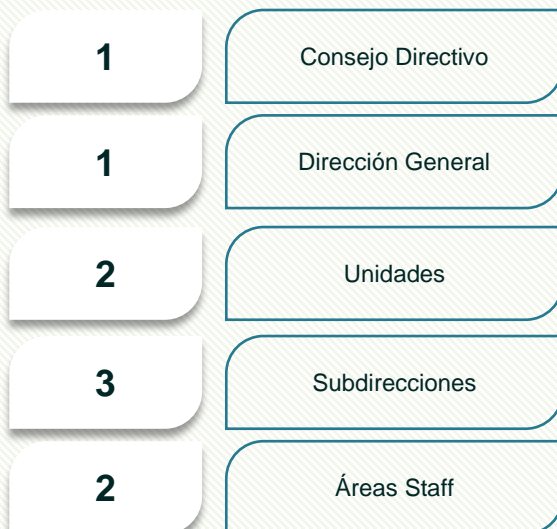 1
Consejo Directivo
1
Dirección General
2
Unidades
3
Subdirecciones
2
Áreas Staff